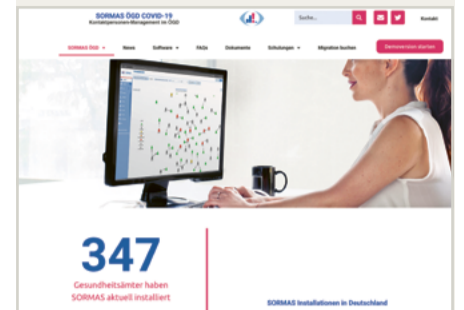 SORMAS ÖGD COVID-19
Kontaktpersonen-Management im ÖGD
Suche...
Kontakt
SORMAS ÖGD
News
Software
FAQs
Dokumente
Schulungen
Migration buchen
Demoversion starten
347
Gesundheitsämter haben
SORMAS aktuell installiert
SORMAS Installationen in Deutschland